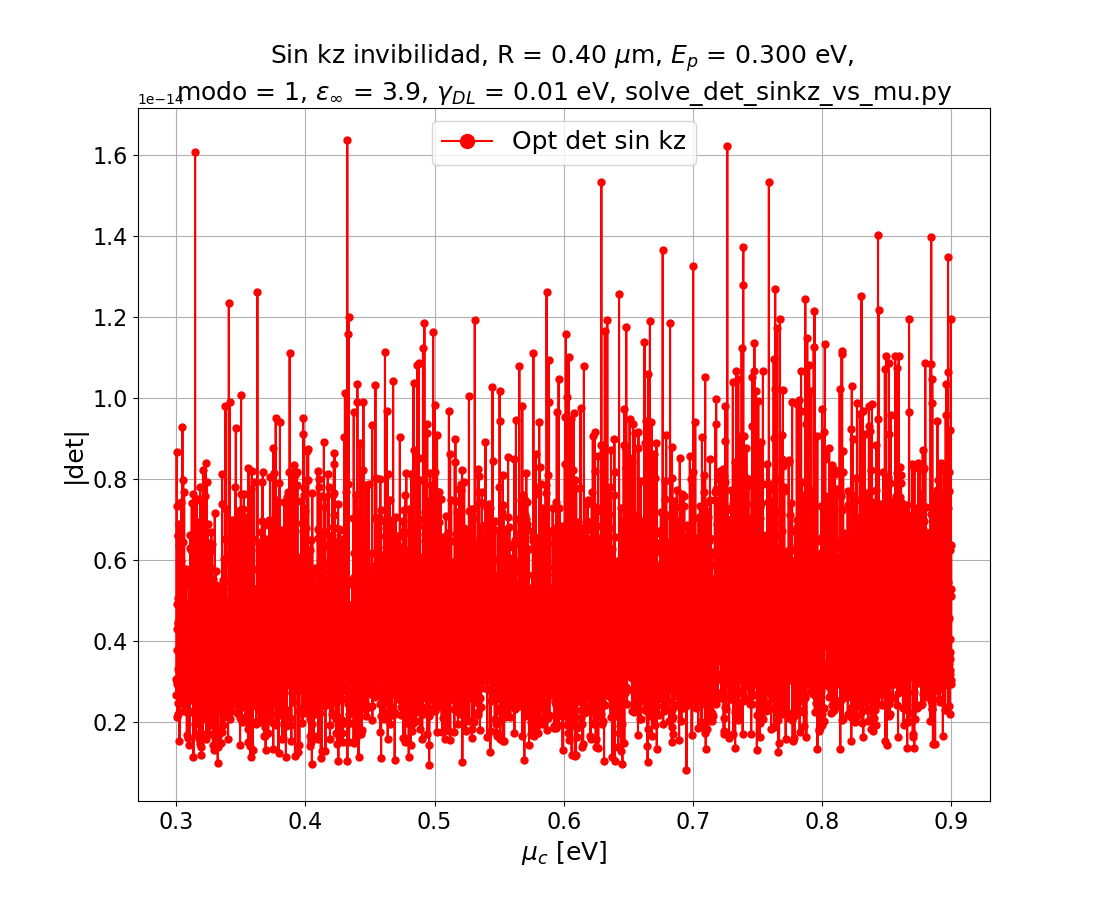 Sin kz invibilidad, R = 0.40 μm, E_p = 0.300 eV,
modo = 1, ε_∞ = 3.9, γ_DL = 0.01 eV, solve_det_sinkz_vs_mu.py
1e−14
Opt det sin kz
1.6
1.4
1.2
1.0
0.8
0.6
0.4
0.2
|det|
0.3 0.4 0.5 0.6 0.7 0.8 0.9
μ_c [eV]